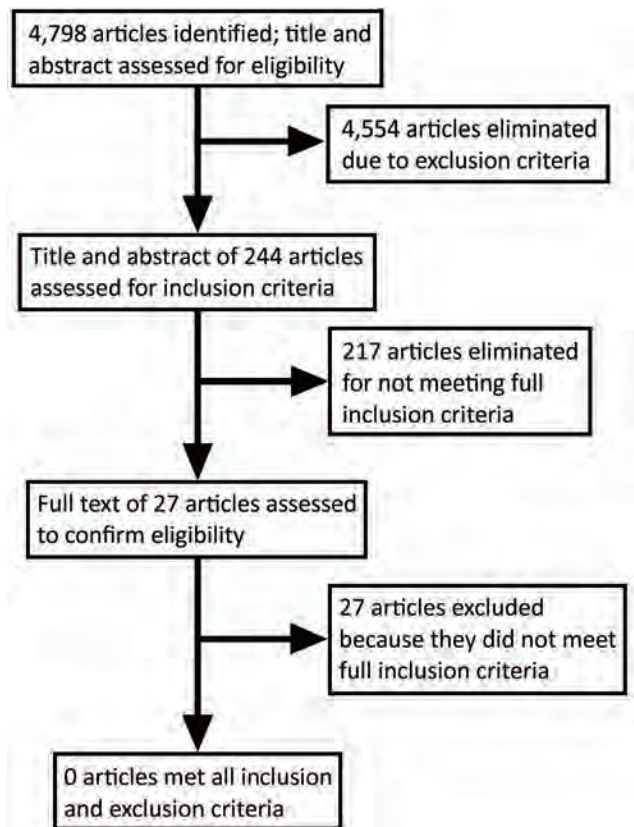 4,798 articles identified; title and
abstract assessed for eligibility
4,554 articles eliminated
due to exclusion criteria
Title and abstract of 244 articles
assessed for inclusion criteria
217 articles eliminated
for not meeting full
inclusion criteria
Full text of 27 articles assessed
to confirm eligibility
27 articles excluded
because they did not meet
full inclusion criteria
0 articles met all inclusion
and exclusion criteria